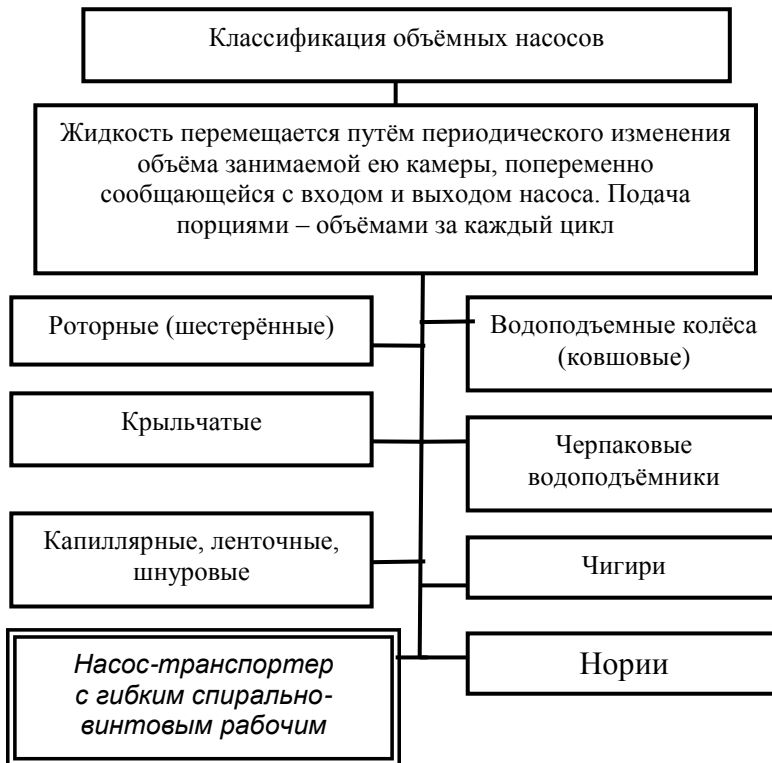 Классификация объёмных насосов
Жидкость перемещается путём периодического изменения
объёма занимаемой ею камеры, попеременно
сообщающейся с входом и выходом насоса. Подача
порциями – объёмами за каждый цикл
Роторные (шестерённые)
Водоподъемные колёса
(ковшовые)
Крыльчатые
Черпаковые
водоподъёмники
Капиллярные, ленточные,
шнуровые
Чигири
Насос-транспортер
с гибким спирально-
винтовым рабочим
Нории